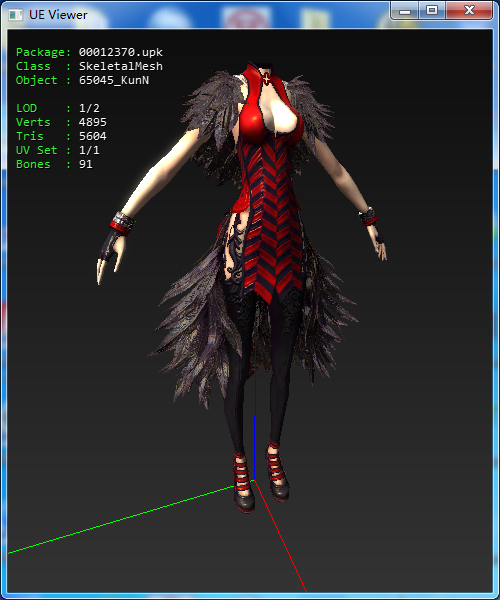 UE Viewer
Package: 00012370.upk
Class : SkeletalMesh
Object : 65045_KunN
LOD : 1/2
Verts : 4895
Tris : 5604
UV Set : 1/1
Bones : 91